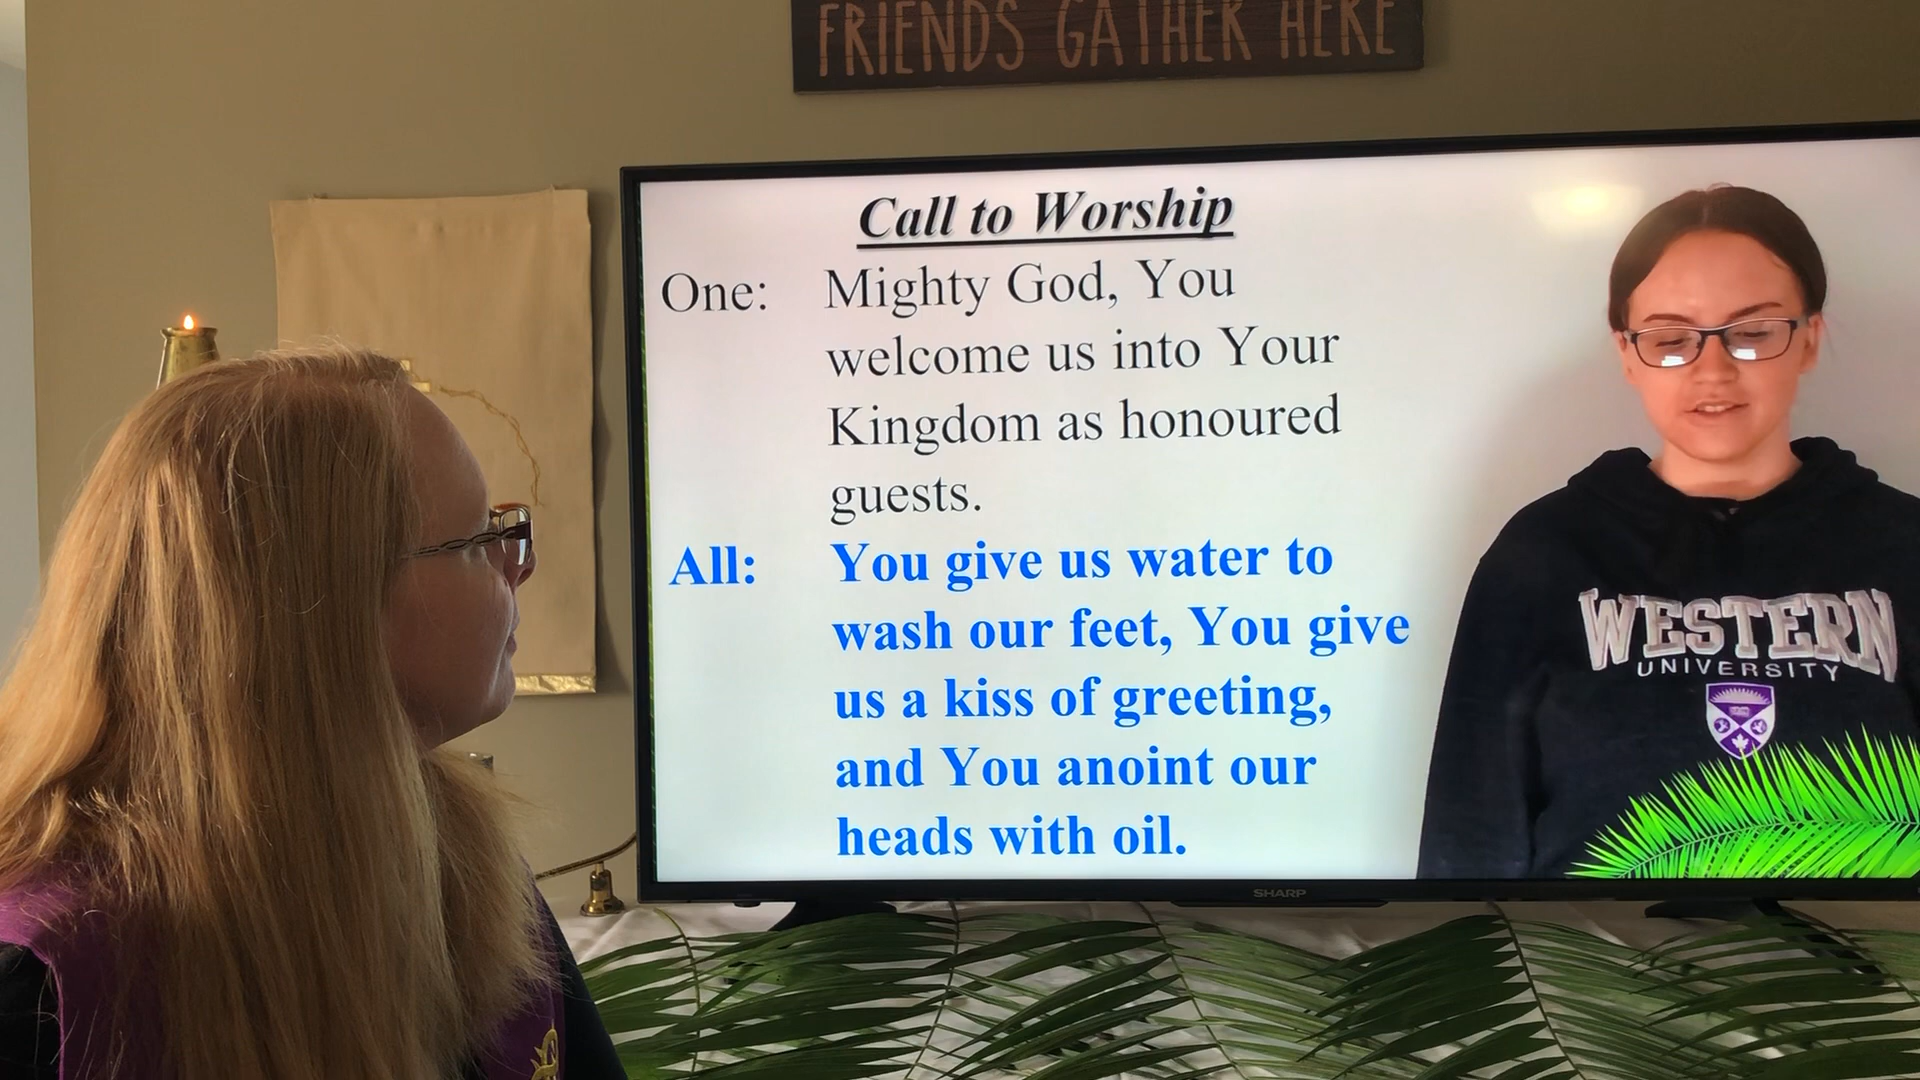 FRIENDS GATHER HERE
Call to Worship
One: Mighty God, You
welcome us into Your
Kingdom as honoured
guests.
All: You give us water to
wash our feet, You give
us a kiss of greeting,
and You anoint our
heads with oil.
WESTERN
UNIVERSITY
SHARP